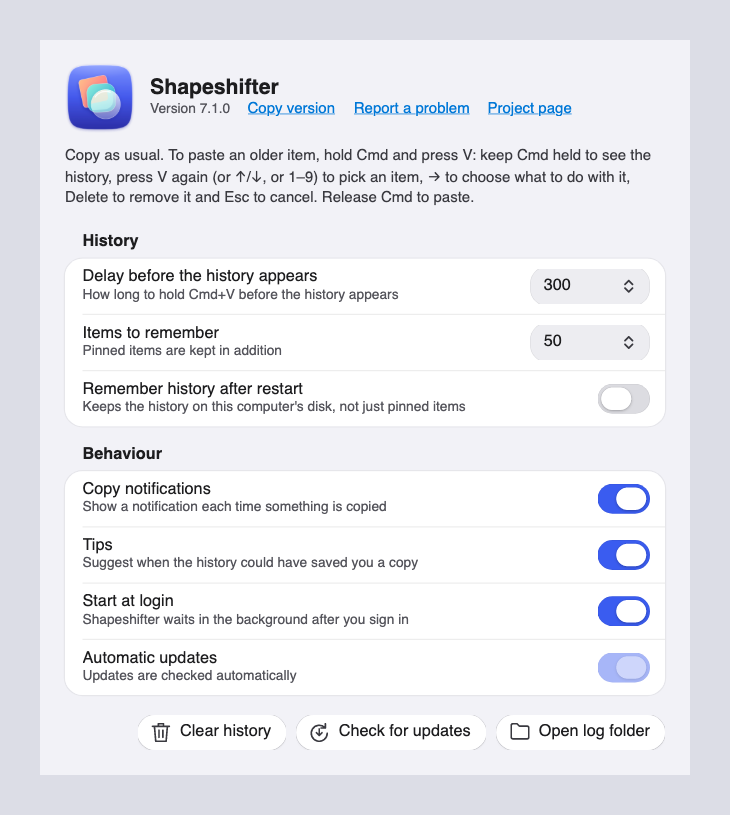 Shapeshifter
Version 7.1.0 Copy version Report a problem Project page
Copy as usual. To paste an older item, hold Cmd and press V: keep Cmd held to see the
history, press V again (or ↑/↓, or 1–9) to pick an item, → to choose what to do with it,
Delete to remove it and Esc to cancel. Release Cmd to paste.
History
Delay before the history appears
How long to hold Cmd+V before the history appears
300
Items to remember
Pinned items are kept in addition
50
Remember history after restart
Keeps the history on this computer's disk, not just pinned items
Behaviour
Copy notifications
Show a notification each time something is copied
Tips
Suggest when the history could have saved you a copy
Start at login
Shapeshifter waits in the background after you sign in
Automatic updates
Updates are checked automatically
Clear history Check for updates Open log folder